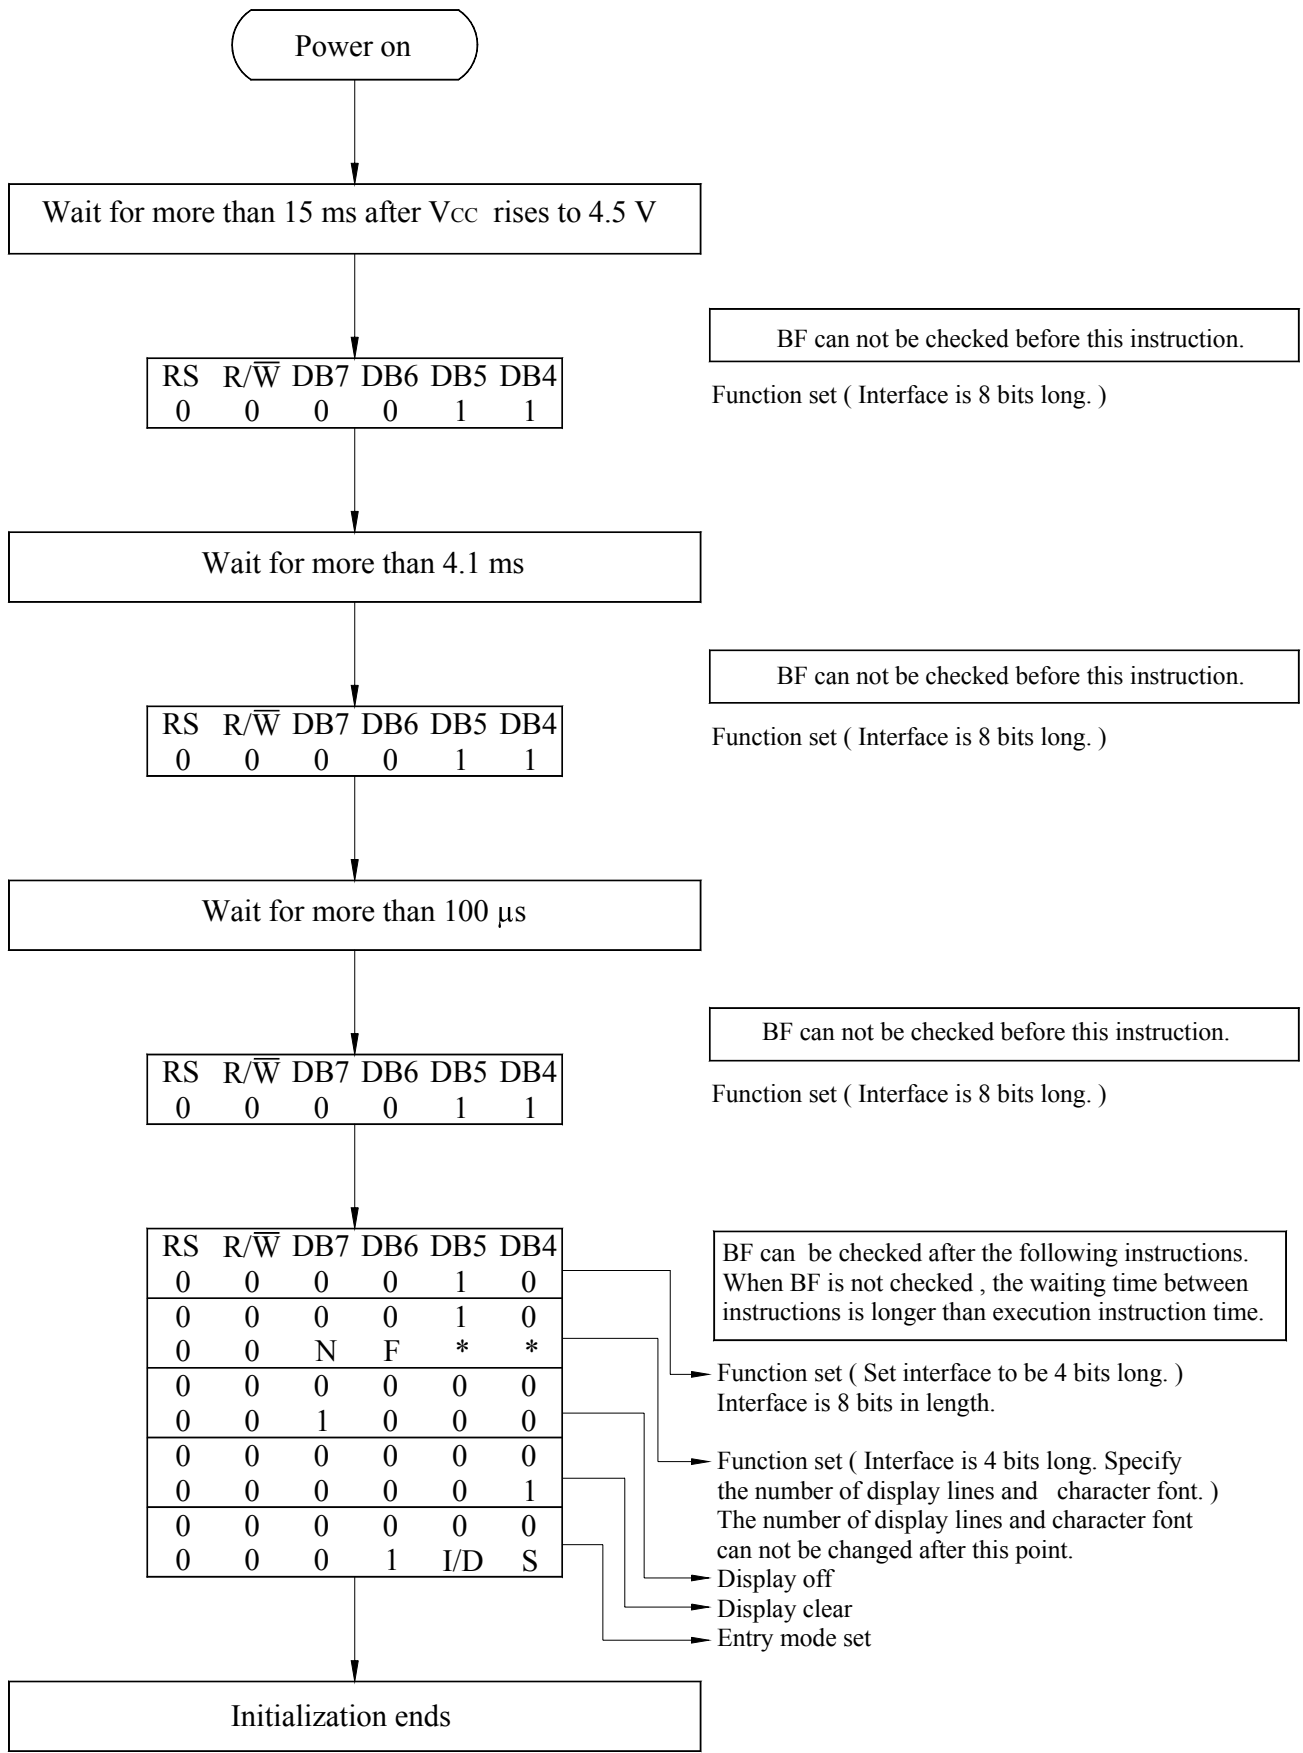 Power on
Wait for more than 15 ms after VCC rises to 4.5 V
BF can not be checked before this instruction.
RS R/W̅ DB7 DB6 DB5 DB4
0 0 0 0 1 1
Function set ( Interface is 8 bits long. )
Wait for more than 4.1 ms
BF can not be checked before this instruction.
RS R/W̅ DB7 DB6 DB5 DB4
0 0 0 0 1 1
Function set ( Interface is 8 bits long. )
Wait for more than 100 µs
BF can not be checked before this instruction.
RS R/W̅ DB7 DB6 DB5 DB4
0 0 0 0 1 1
Function set ( Interface is 8 bits long. )
RS R/W̅ DB7 DB6 DB5 DB4
0 0 0 0 1 0
0 0 0 0 1 0
0 0 N F * *
0 0 0 0 0 0
0 0 1 0 0 0
0 0 0 0 0 0
0 0 0 0 0 1
0 0 0 0 0 0
0 0 0 1 I/D S
BF can be checked after the following instructions.
When BF is not checked , the waiting time between
instructions is longer than execution instruction time.
Function set ( Set interface to be 4 bits long. )
Interface is 8 bits in length.
Function set ( Interface is 4 bits long. Specify
the number of display lines and character font. )
The number of display lines and character font
can not be changed after this point.
Display off
Display clear
Entry mode set
Initialization ends